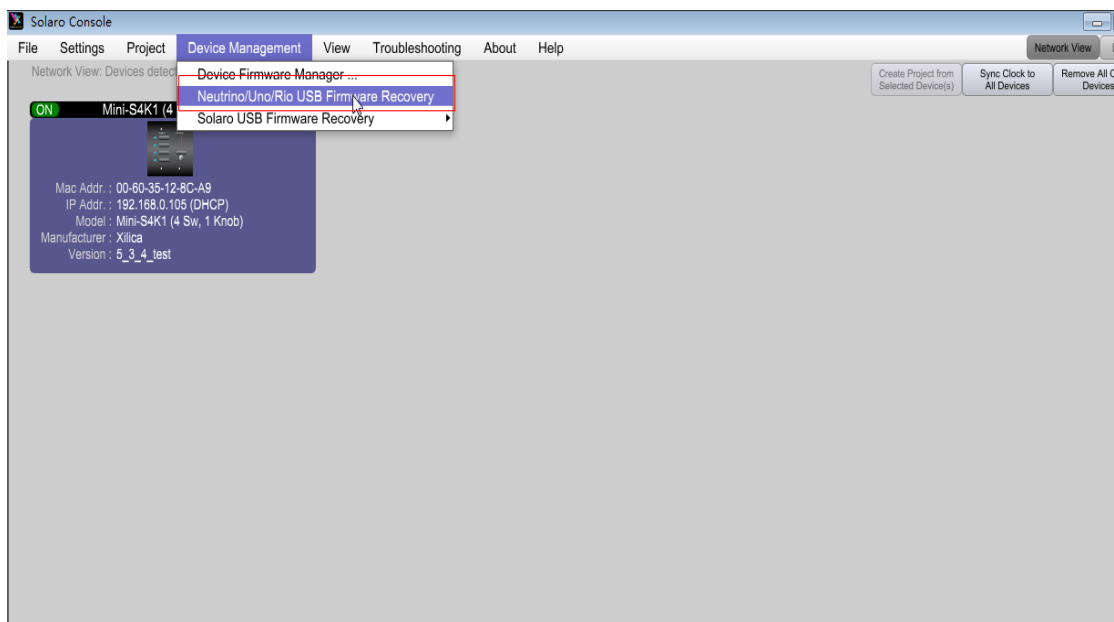 Solaro Console
File Settings Project Device Management View Troubleshooting About Help
Network View
Network View: Devices detect
Device Firmware Manager ...
Neutrino/Uno/Rio USB Firmware Recovery
Solaro USB Firmware Recovery
Create Project from
Selected Device(s)
Sync Clock to
All Devices
Remove All
Devices
ON Mini-S4K1 (4
Mac Addr. : 00-60-35-12-8C-A9
IP Addr. : 192.168.0.105 (DHCP)
Model : Mini-S4K1 (4 Sw, 1 Knob)
Manufacturer : Xilica
Version : 5_3_4_test